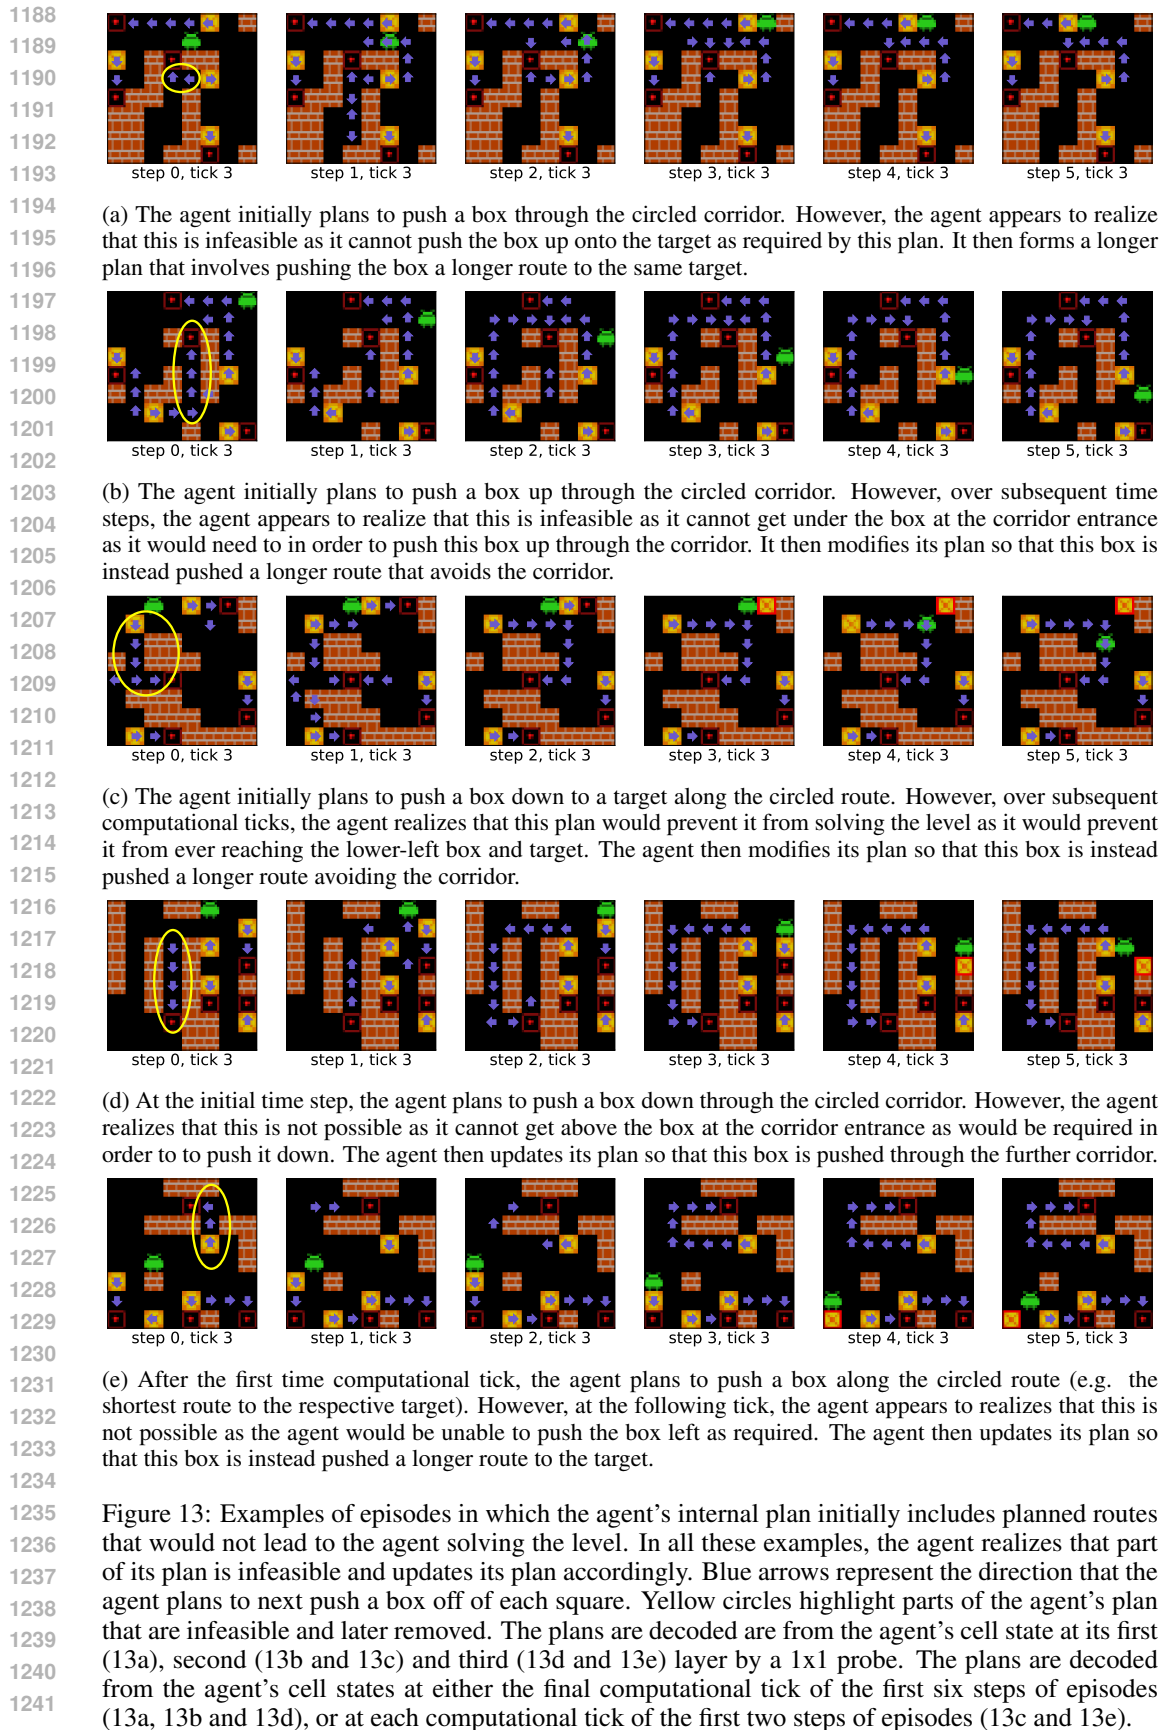 1188
1189
1190
1191
1192
1193
step 0, tick 3 step 1, tick 3 step 2, tick 3 step 3, tick 3 step 4, tick 3 step 5, tick 3
1194
(a) The agent initially plans to push a box through the circled corridor. However, the agent appears to realize
1195
that this is infeasible as it cannot push the box up onto the target as required by this plan. It then forms a longer
1196
plan that involves pushing the box a longer route to the same target.
1197
1198
1199
1200
1201
step 0, tick 3 step 1, tick 3 step 2, tick 3 step 3, tick 3 step 4, tick 3 step 5, tick 3
1202
1203
(b) The agent initially plans to push a box up through the circled corridor. However, over subsequent time
1204
steps, the agent appears to realize that this is infeasible as it cannot get under the box at the corridor entrance
1205
as it would need to in order to push this box up through the corridor. It then modifies its plan so that this box is
1206
instead pushed a longer route that avoids the corridor.
1207
1208
1209
1210
1211
step 0, tick 3 step 1, tick 3 step 2, tick 3 step 3, tick 3 step 4, tick 3 step 5, tick 3
1212
(c) The agent initially plans to push a box down to a target along the circled route. However, over subsequent
1213
computational ticks, the agent realizes that this plan would prevent it from solving the level as it would prevent
1214
it from ever reaching the lower-left box and target. The agent then modifies its plan so that this box is instead
1215
pushed a longer route avoiding the corridor.
1216
1217
1218
1219
1220
step 0, tick 3 step 1, tick 3 step 2, tick 3 step 3, tick 3 step 4, tick 3 step 5, tick 3
1221
1222
(d) At the initial time step, the agent plans to push a box down through the circled corridor. However, the agent
1223
realizes that this is not possible as it cannot get above the box at the corridor entrance as would be required in
1224
order to to push it down. The agent then updates its plan so that this box is pushed through the further corridor.
1225
1226
1227
1228
1229
step 0, tick 3 step 1, tick 3 step 2, tick 3 step 3, tick 3 step 4, tick 3 step 5, tick 3
1230
(e) After the first time computational tick, the agent plans to push a box along the circled route (e.g. the
1231
shortest route to the respective target). However, at the following tick, the agent appears to realizes that this is
1232
not possible as the agent would be unable to push the box left as required. The agent then updates its plan so
1233
that this box is instead pushed a longer route to the target.
1234
1235
Figure 13: Examples of episodes in which the agent's internal plan initially includes planned routes
1236
that would not lead to the agent solving the level. In all these examples, the agent realizes that part
1237
of its plan is infeasible and updates its plan accordingly. Blue arrows represent the direction that the
1238
agent plans to next push a box off of each square. Yellow circles highlight parts of the agent's plan
1239
that are infeasible and later removed. The plans are decoded are from the agent's cell state at its first
1240
(13a), second (13b and 13c) and third (13d and 13e) layer by a 1x1 probe. The plans are decoded
1241
from the agent's cell states at either the final computational tick of the first six steps of episodes
(13a, 13b and 13d), or at each computational tick of the first two steps of episodes (13c and 13e).